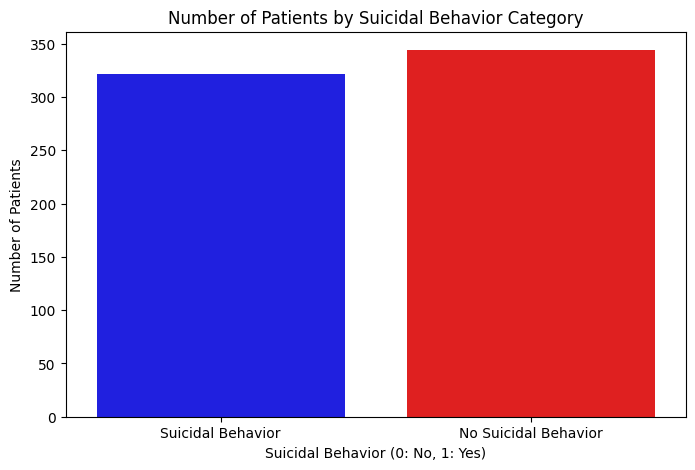 Number of Patients by Suicidal Behavior Category
Number of Patients
350
300
250
200
150
100
50
0
Suicidal Behavior
No Suicidal Behavior
Suicidal Behavior (0: No, 1: Yes)